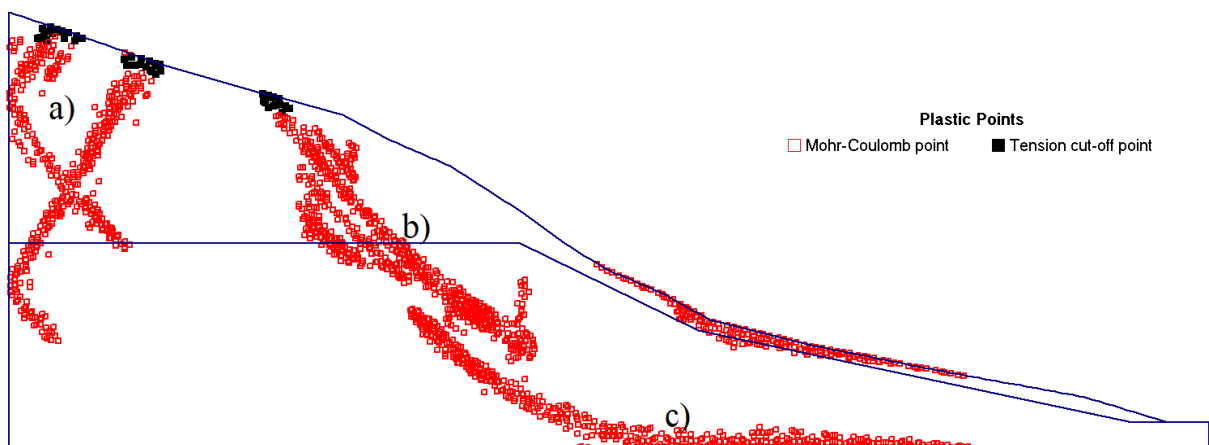 a)
Plastic Points
Mohr-Coulomb point
Tension cut-off point
b)
c)